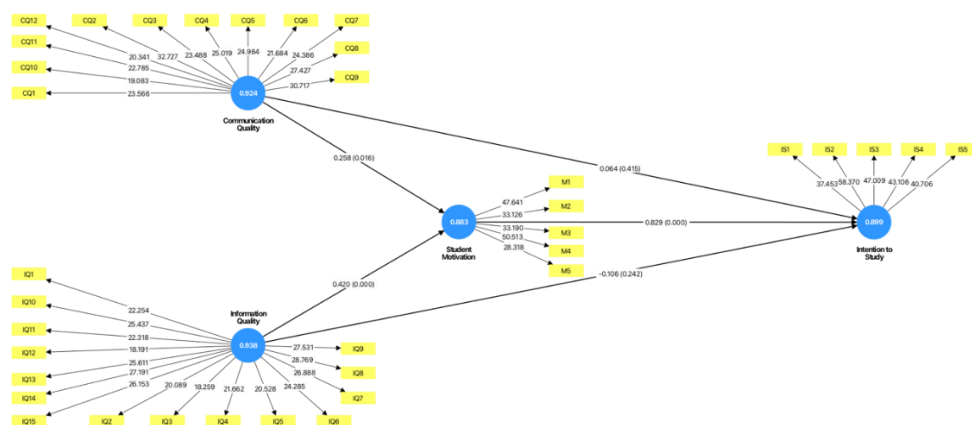 CQ12
CQ2
CQ3
CQ4
CQ5
CQ6
CQ7
CQ11
CQ8
CQ10
CQ9
CQ1
20.341
32.727
23.468
25.019
24.984
21.684
24.386
22.785
27.427
19.083
30.717
23.566
0.924
Communication
Quality
0.258 (0.016)
0.064 (0.415)
IS1
IS2
IS3
IS4
IS5
37.453
58.370
47.009
43.106
40.706
0.899
Intention to
Study
M1
M2
M3
M4
M5
47.641
33.126
33.190
50.513
28.318
0.883
Student
Motivation
0.829 (0.000)
0.420 (0.000)
-0.106 (0.242)
Information
Quality
0.938
IQ1
IQ10
IQ11
IQ12
IQ13
IQ14
IQ15
IQ2
IQ3
IQ4
IQ5
IQ6
IQ7
IQ8
IQ9
22.254
25.437
22.318
18.191
25.611
27.191
26.153
20.089
18.259
21.662
20.528
24.285
26.888
28.769
27.531